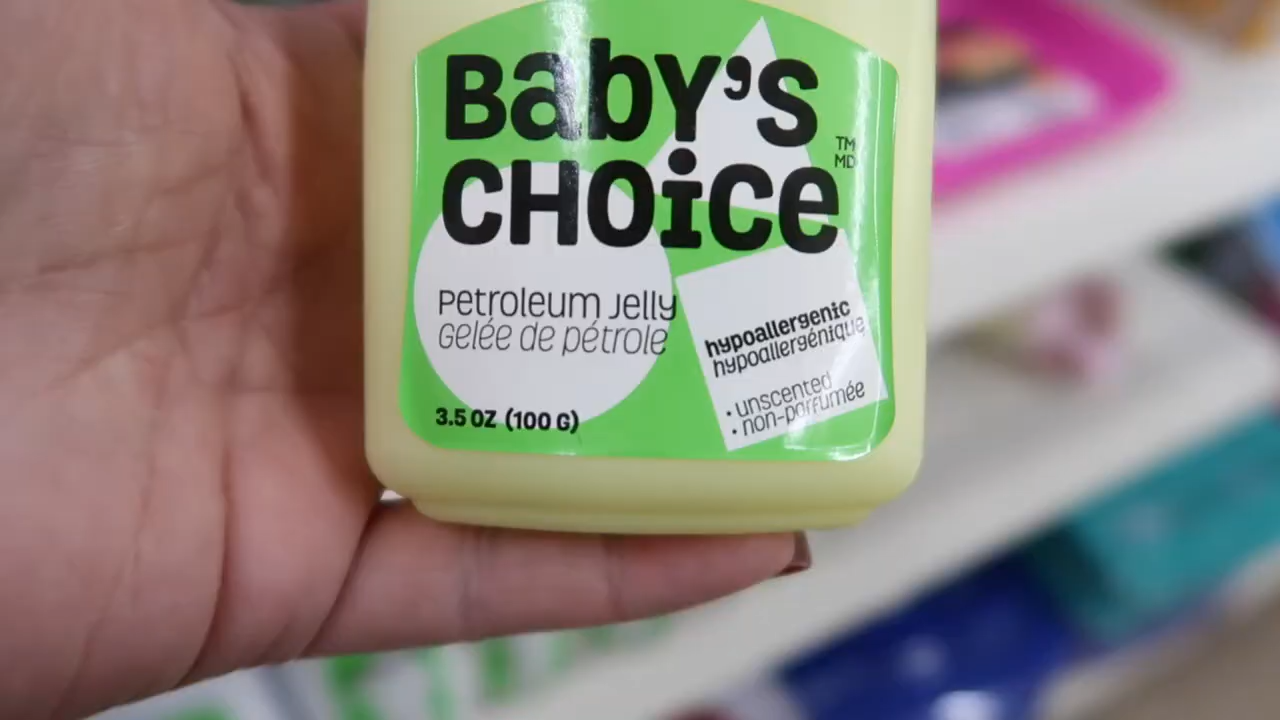 Baby's
CHOice
TM
MD
Petroleum Jelly
Gelée de pétrole
hypoallergenic
hypoallergénique
• unscented
• non-parfumée
3.5 OZ (100 G)